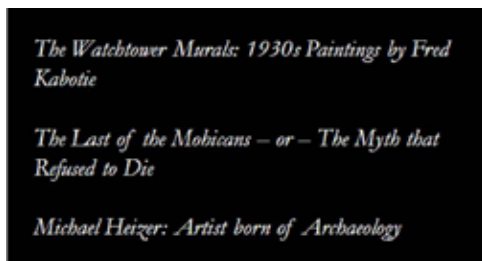 The Watchtower Murals: 1930s Paintings by Fred
Kabotie
The Last of the Mohicans – or – The Myth that
Refused to Die
Michael Heizer: Artist born of Archaeology